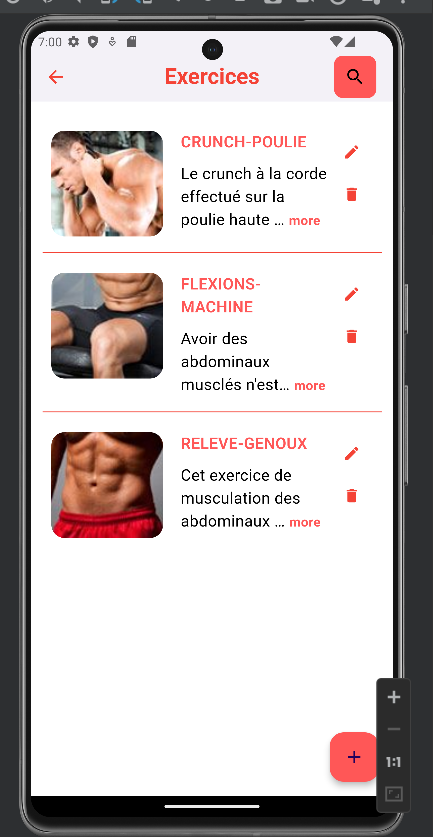 7:00
Exercices
CRUNCH-POULIE
Le crunch à la corde
effectué sur la
poulie haute ... more
FLEXIONS-
MACHINE
Avoir des
abdominaux
musclés n'est... more
RELEVE-GENOUX
Cet exercice de
musculation des
abdominaux ... more
1:1